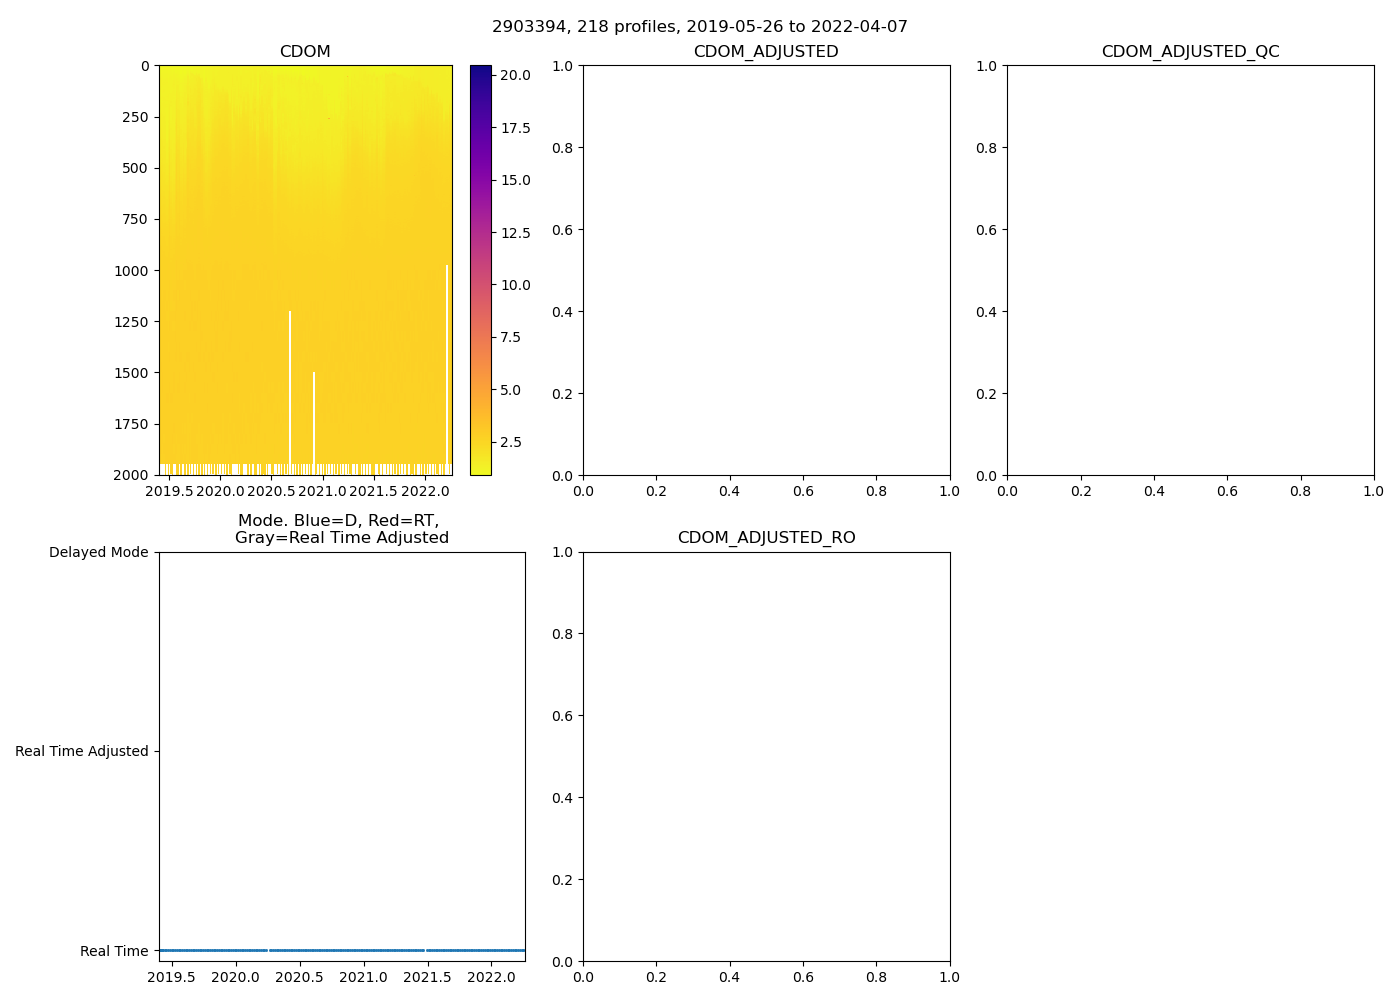 2903394, 218 profiles, 2019-05-26 to 2022-04-07
CDOM
0
250
500
750
1000
1250
1500
1750
2000
2019.5 2020.0 2020.5 2021.0 2021.5 2022.0
20.0
17.5
15.0
12.5
10.0
7.5
5.0
2.5
CDOM_ADJUSTED
1.0
0.8
0.6
0.4
0.2
0.0
0.0 0.2 0.4 0.6 0.8 1.0
CDOM_ADJUSTED_QC
1.0
0.8
0.6
0.4
0.2
0.0
0.0 0.2 0.4 0.6 0.8 1.0
Mode. Blue=D, Red=RT,
Gray=Real Time Adjusted
Delayed Mode
Real Time Adjusted
Real Time
2019.5 2020.0 2020.5 2021.0 2021.5 2022.0
CDOM_ADJUSTED_RO
1.0
0.8
0.6
0.4
0.2
0.0
0.0 0.2 0.4 0.6 0.8 1.0